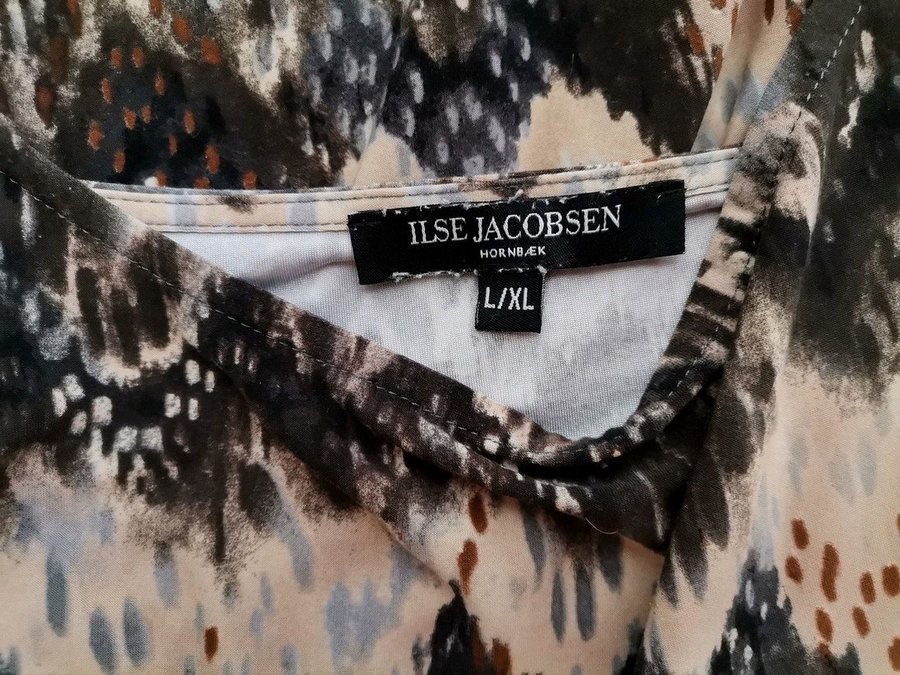 ILSE JACOBSEN
HORNBÆK
L/XL